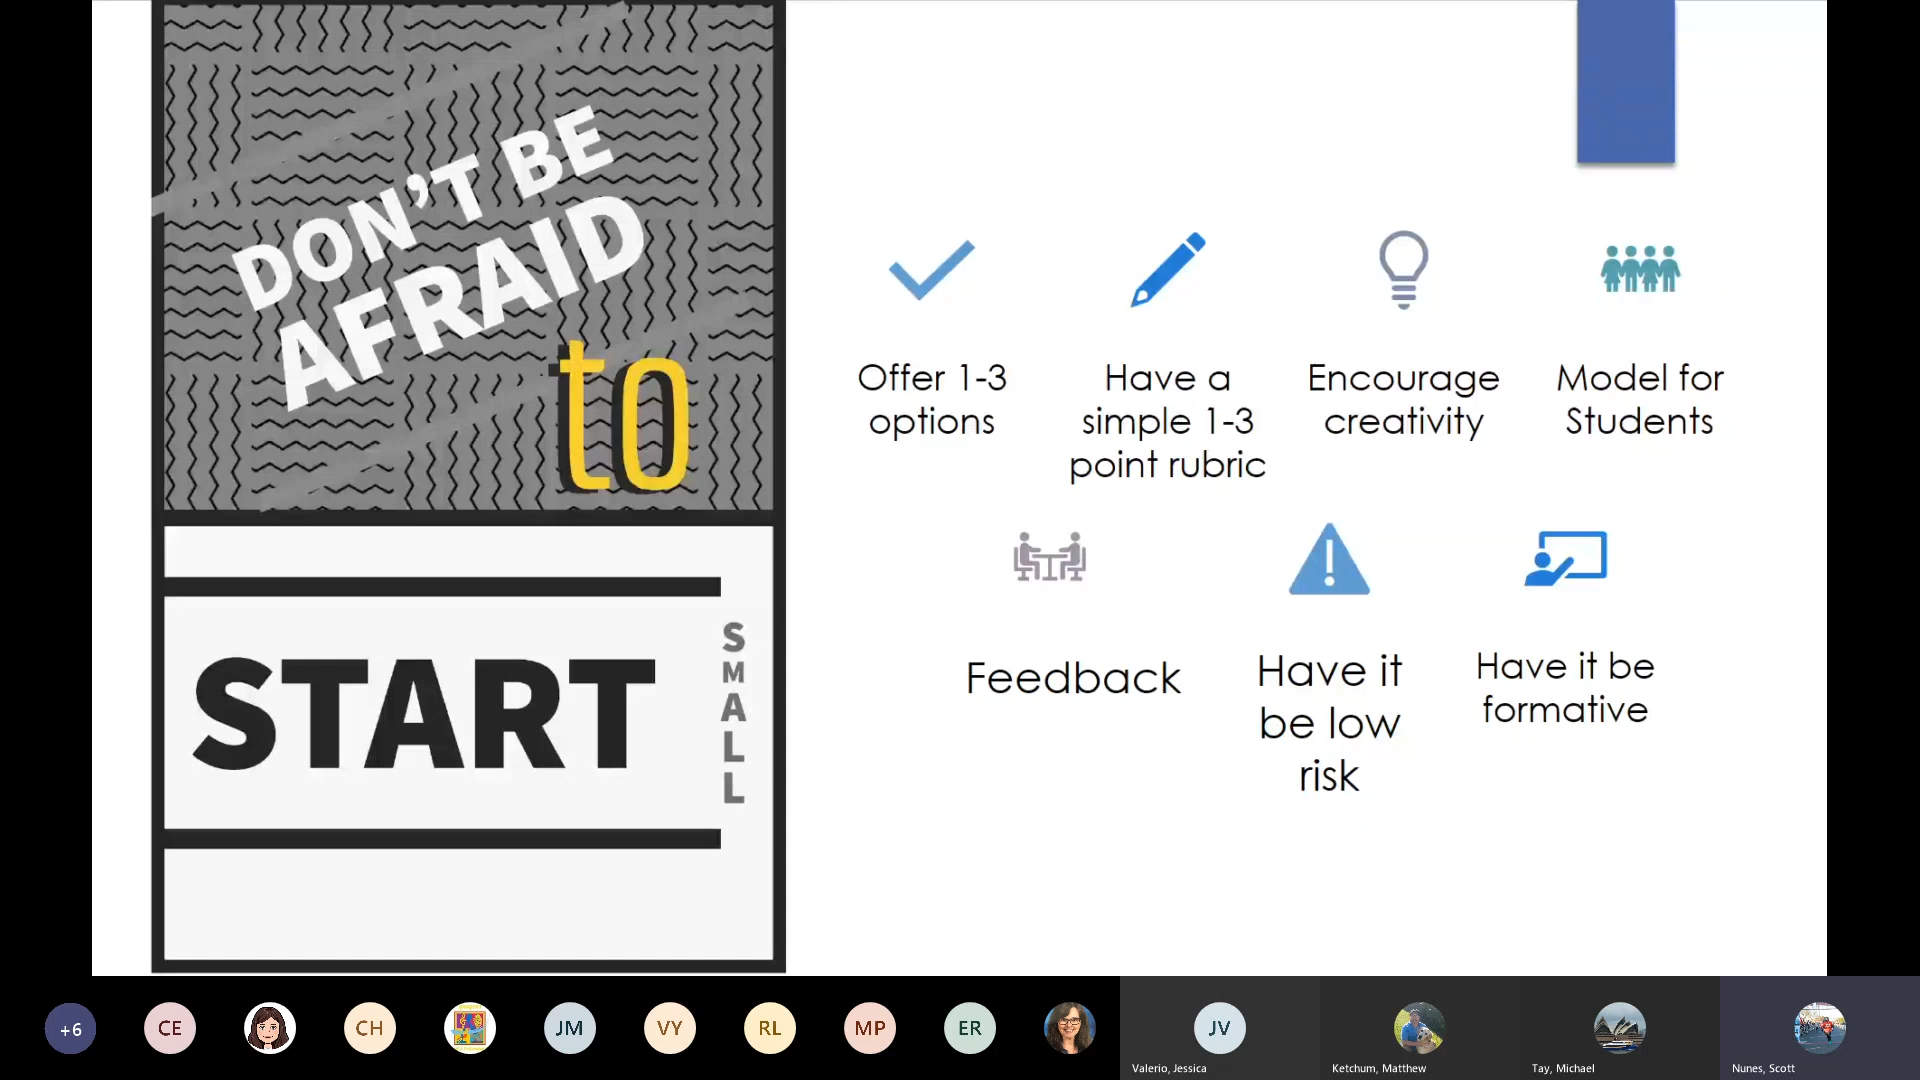 DON'T BE
AFRAID
to
START
SMALL
Offer 1-3
options
Have a
simple 1-3
point rubric
Encourage
creativity
Model for
Students
Feedback
Have it
be low
risk
Have it be
formative
+6
CE
CH
JM
VY
RL
MP
ER
JV
Valerio, Jessica
Ketchum, Matthew
Tay, Michael
Nunes, Scott